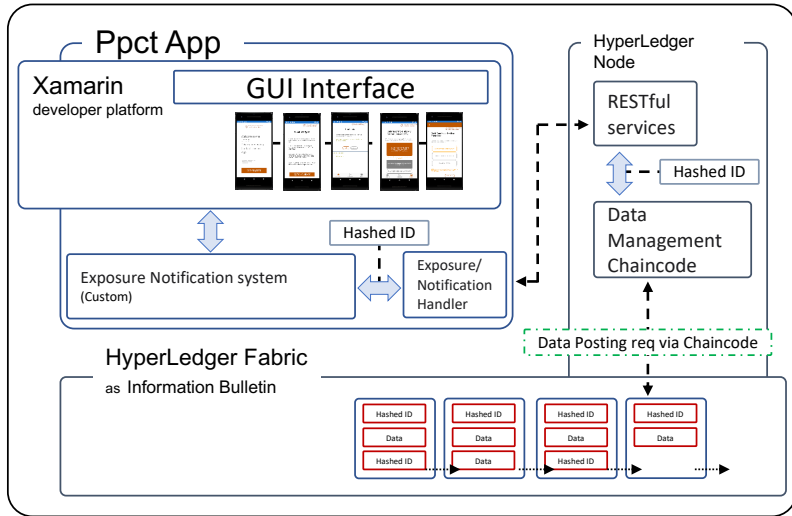 Ppct App
Xamarin
developer platform
GUI Interface
Hashed ID
Exposure Notification system
(Custom)
Exposure/
Notification
Handler
HyperLedger
Node
RESTful
services
Hashed ID
Data
Management
Chaincode
Data Posting req via Chaincode
HyperLedger Fabric
as Information Bulletin
Hashed ID
Data
Hashed ID
Hashed ID
Data
Data
Hashed ID
Data
Hashed ID
Hashed ID
Data